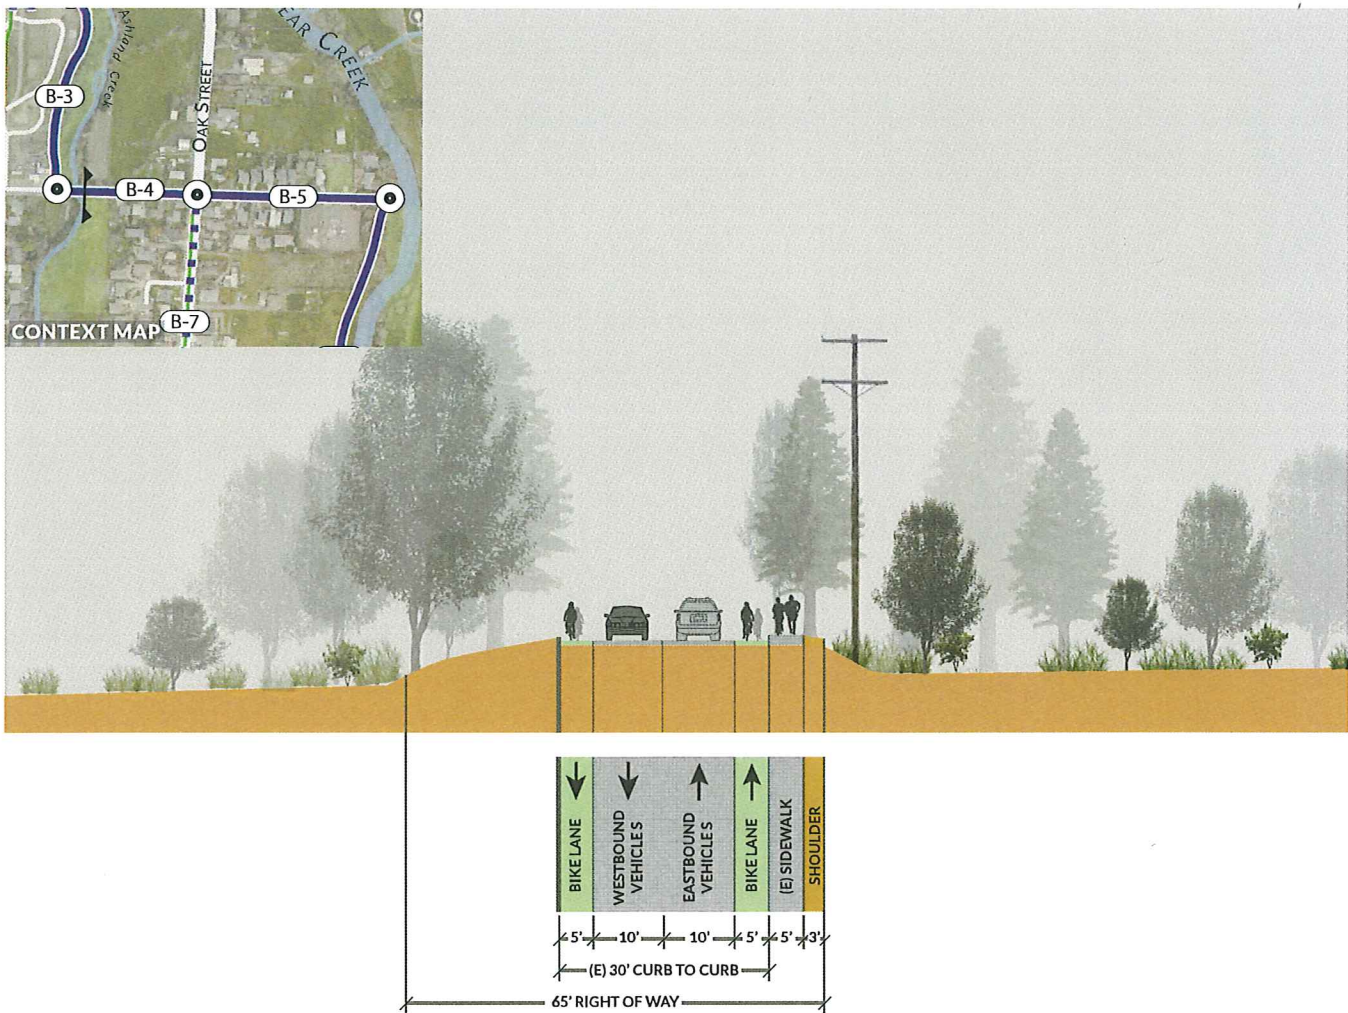 EAR CREEK
Ashland Creek
OAK STREET
B-3
B-4
B-5
B-7
CONTEXT MAP
BIKE LANE
WESTBOUND
VEHICLES
EASTBOUND
VEHICLES
BIKE LANE
(E) SIDEWALK
SHOULDER
5' 10' 10' 5' 5' 3'
(E) 30' CURB TO CURB
65' RIGHT OF WAY